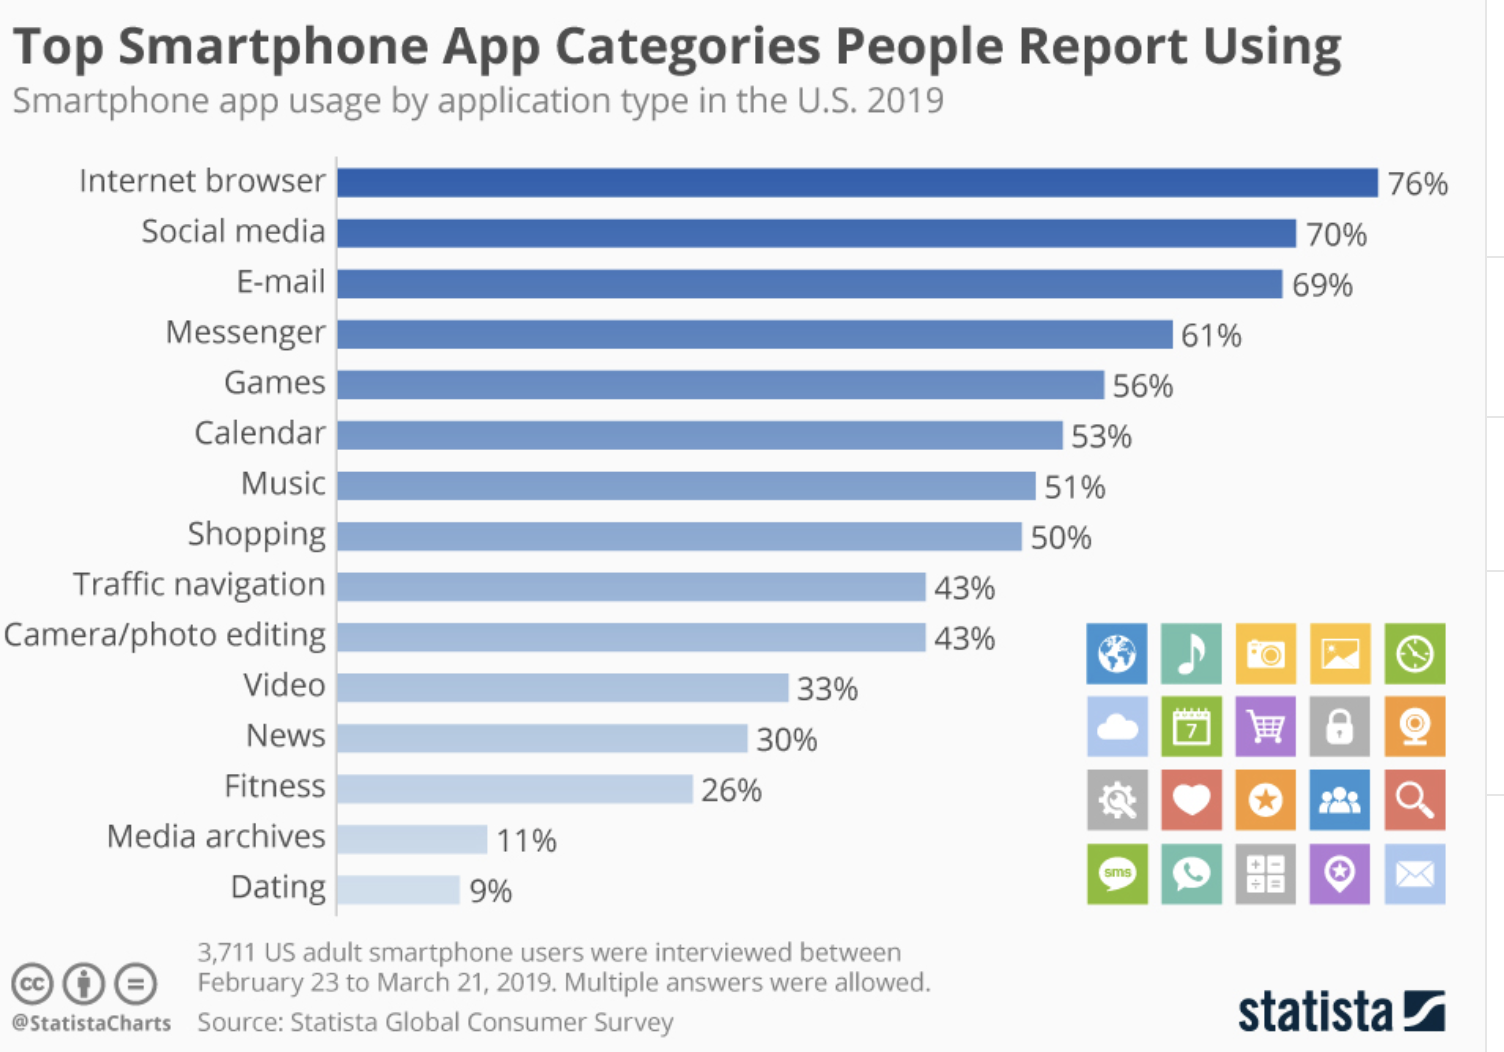 Top Smartphone App Categories People Report Using
Smartphone app usage by application type in the U.S. 2019
Internet browser 76%
Social media 70%
E-mail 69%
Messenger 61%
Games 56%
Calendar 53%
Music 51%
Shopping 50%
Traffic navigation 43%
Camera/photo editing 43%
Video 33%
News 30%
Fitness 26%
Media archives 11%
Dating 9%
7
sms
3,711 US adult smartphone users were interviewed between
February 23 to March 21, 2019. Multiple answers were allowed.
cc
@StatistaCharts Source: Statista Global Consumer Survey
statista